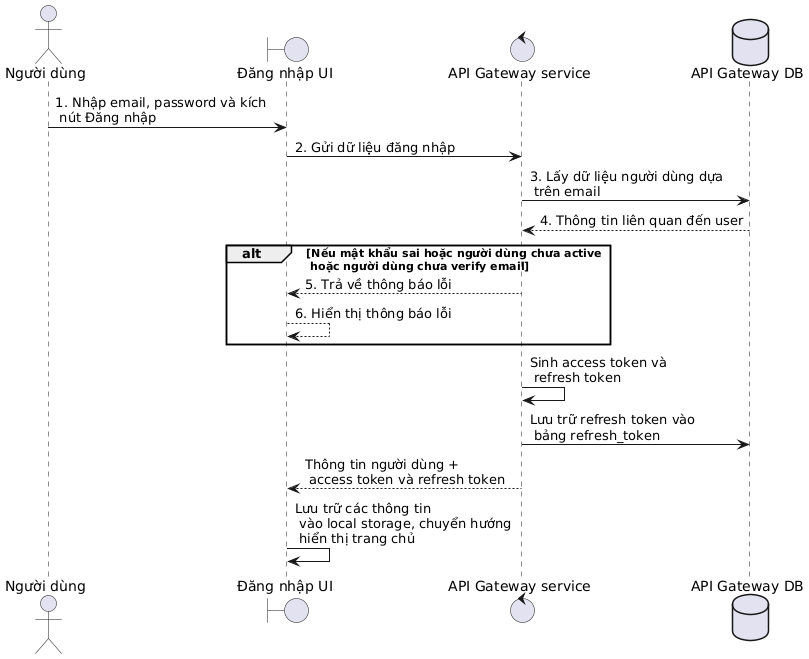 Người dùng
Đăng nhập UI
API Gateway service
API Gateway DB
1. Nhập email, password và kích
nút Đăng nhập
2. Gửi dữ liệu đăng nhập
3. Lấy dữ liệu người dùng dựa
trên email
4. Thông tin liên quan đến user
alt
[Nếu mật khẩu sai hoặc người dùng chưa active
hoặc người dùng chưa verify email]
5. Trả về thông báo lỗi
6. Hiển thị thông báo lỗi
Sinh access token và
refresh token
Lưu trữ refresh token vào
bảng refresh_token
Thông tin người dùng +
access token và refresh token
Lưu trữ các thông tin
vào local storage, chuyển hướng
hiển thị trang chủ
Người dùng
Đăng nhập UI
API Gateway service
API Gateway DB